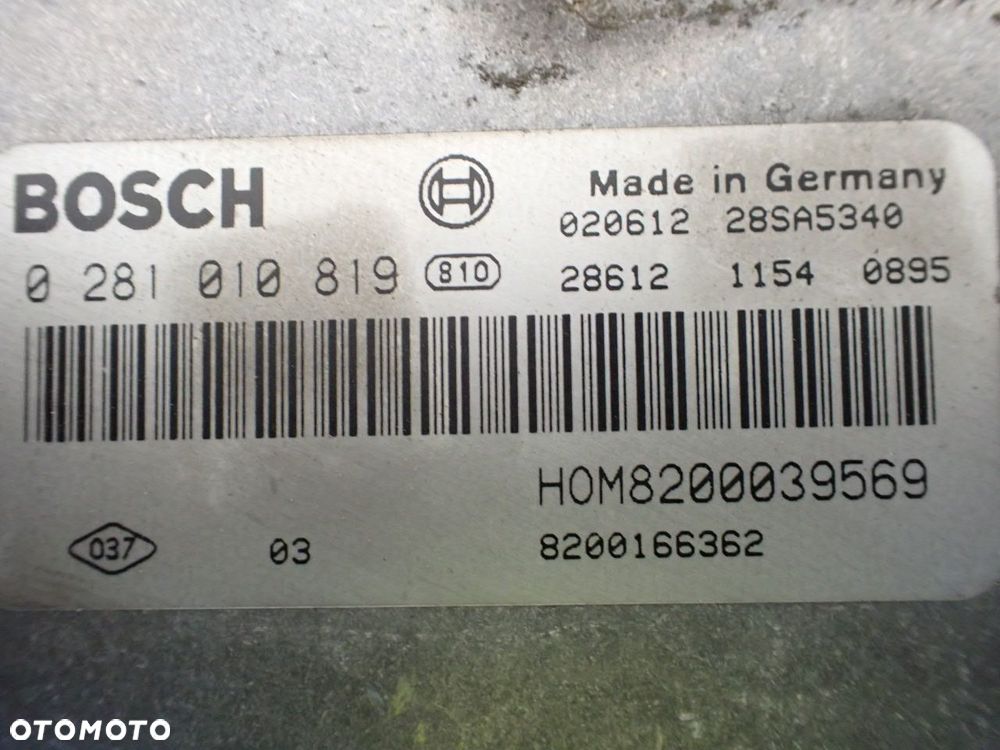 BOSCH
Made in Germany
020612 28SA5340
0 281 010 819 810
28612 1154 0895
HOM8200039569
037 03 8200166362
OTOMOTO